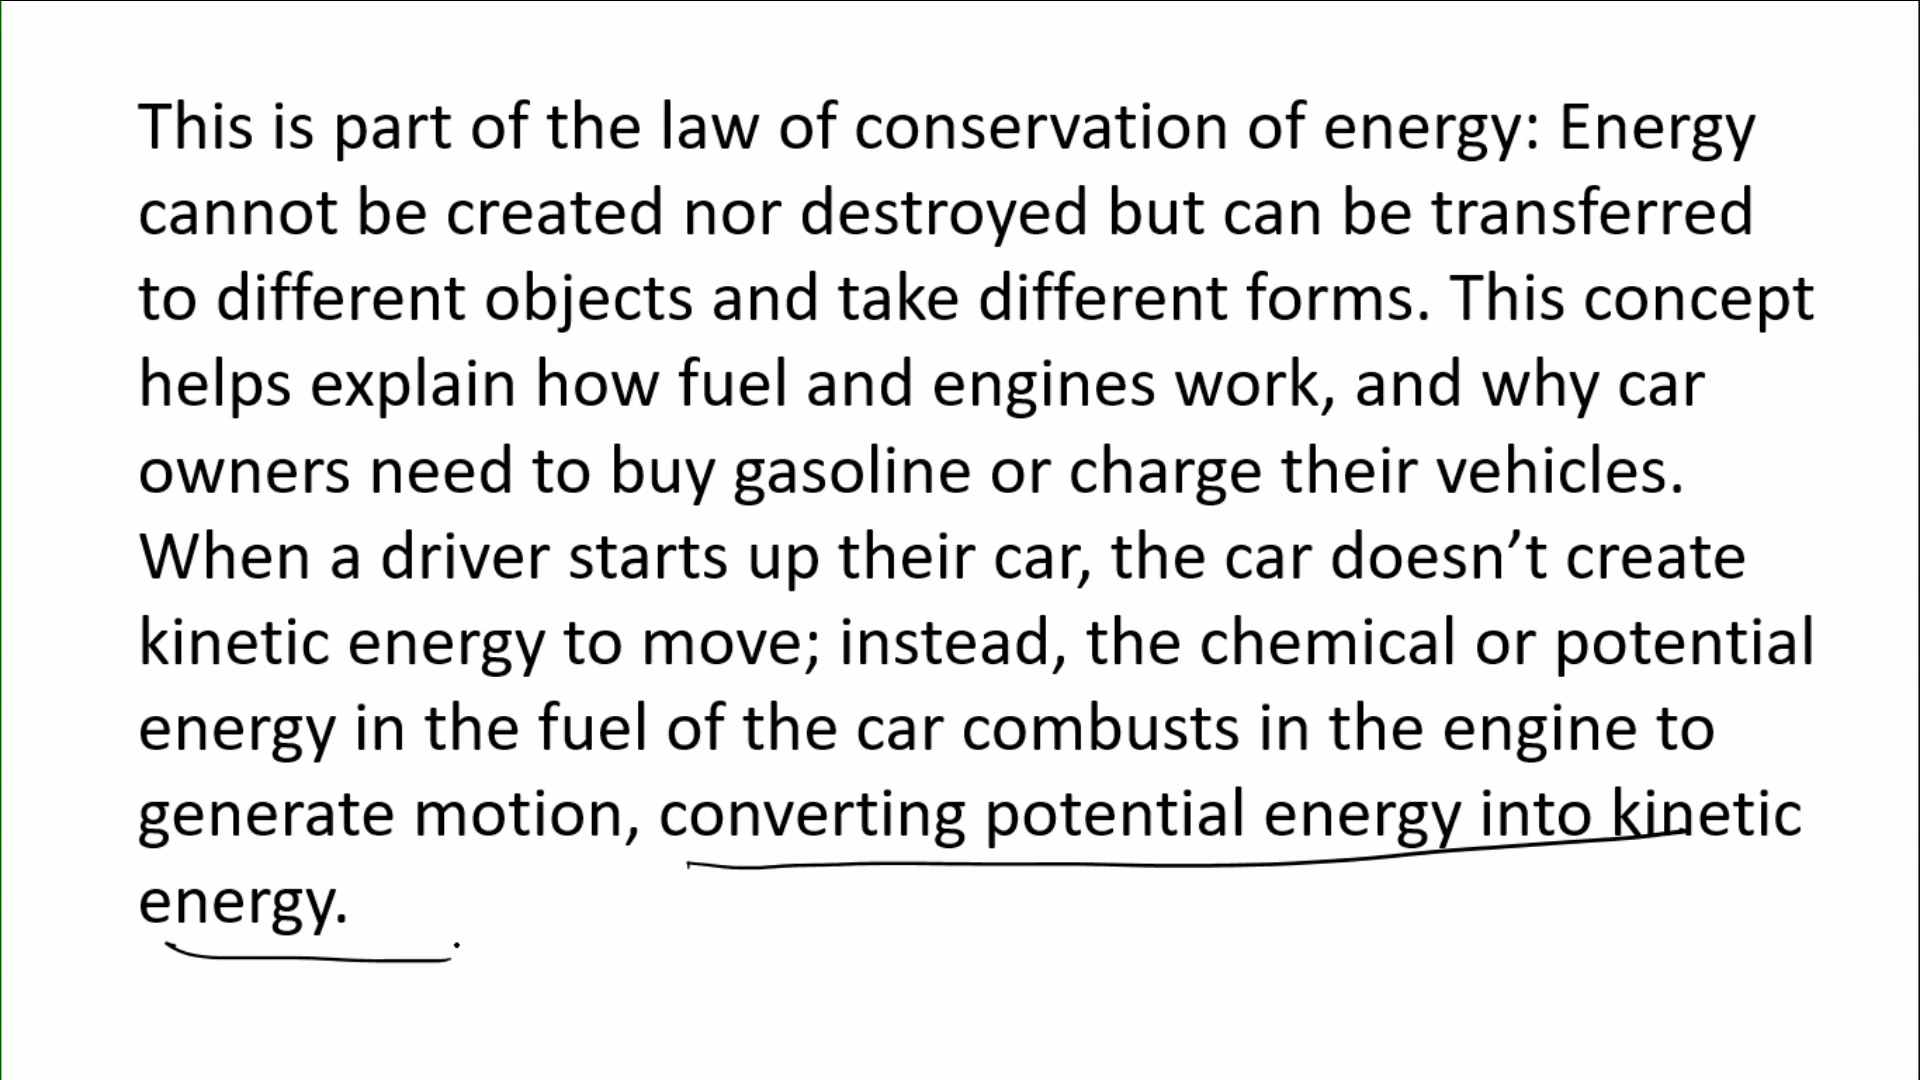 This is part of the law of conservation of energy: Energy
cannot be created nor destroyed but can be transferred
to different objects and take different forms. This concept
helps explain how fuel and engines work, and why car
owners need to buy gasoline or charge their vehicles.
When a driver starts up their car, the car doesn’t create
kinetic energy to move; instead, the chemical or potential
energy in the fuel of the car combusts in the engine to
generate motion, converting potential energy into kinetic
energy.